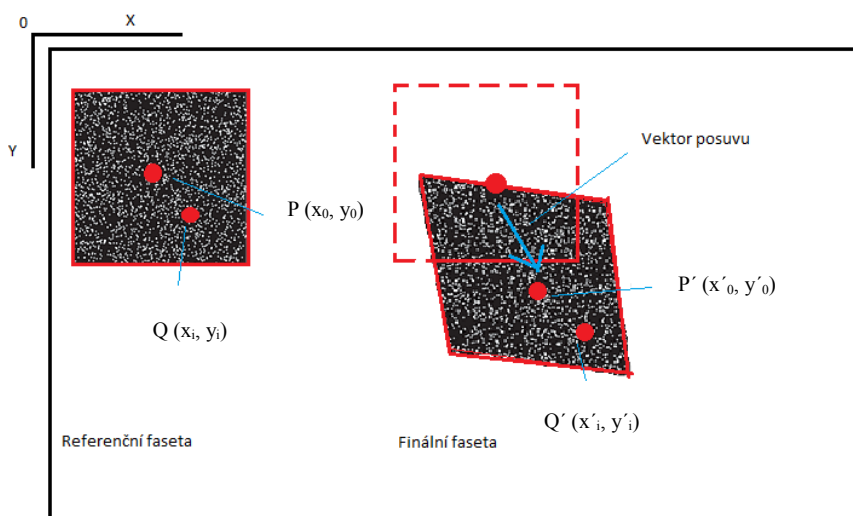 0
X
Y
Vektor posuvu
P (x₀, y₀)
P´ (x´₀, y´₀)
Q (xᵢ, yᵢ)
Q´ (x´ᵢ, y´ᵢ)
Referenční faseta
Finální faseta